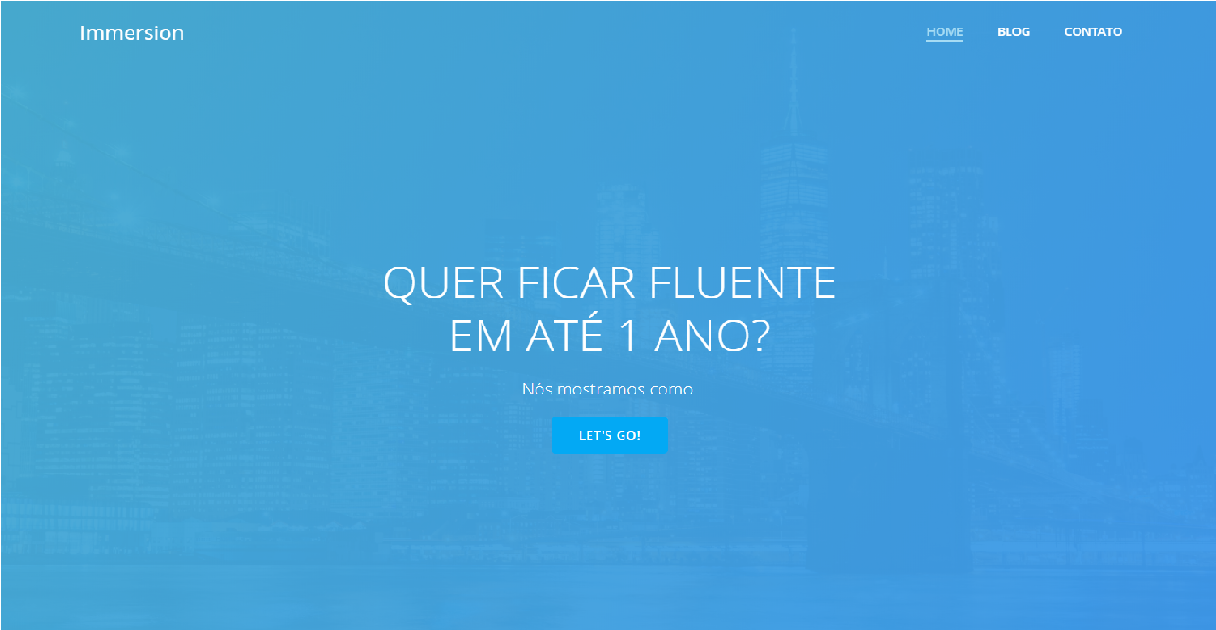 Immersion
HOME BLOG CONTATO
QUER FICAR FLUENTE
EM ATÉ 1 ANO?
Nós mostramos como
LET'S GO!